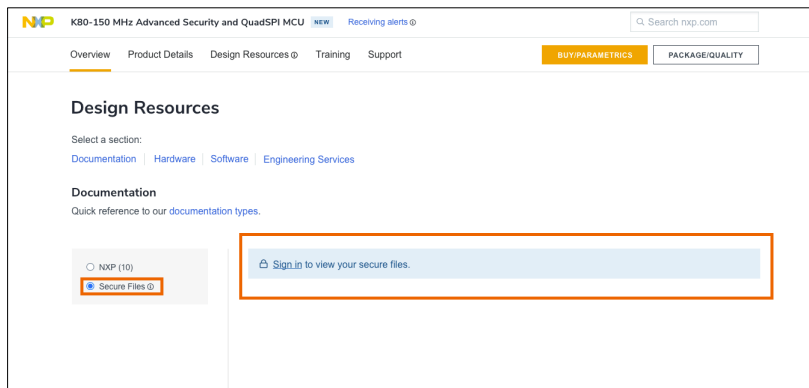 NXP K80-150 MHz Advanced Security and QuadSPI MCU NEW Receiving alerts Search nxp.com
Overview Product Details Design Resources Training Support BUY/PARAMETRICS PACKAGE/QUALITY
Design Resources
Select a section:
Documentation | Hardware | Software | Engineering Services
Documentation
Quick reference to our documentation types.
NXP (10)
Secure Files
Sign in to view your secure files.